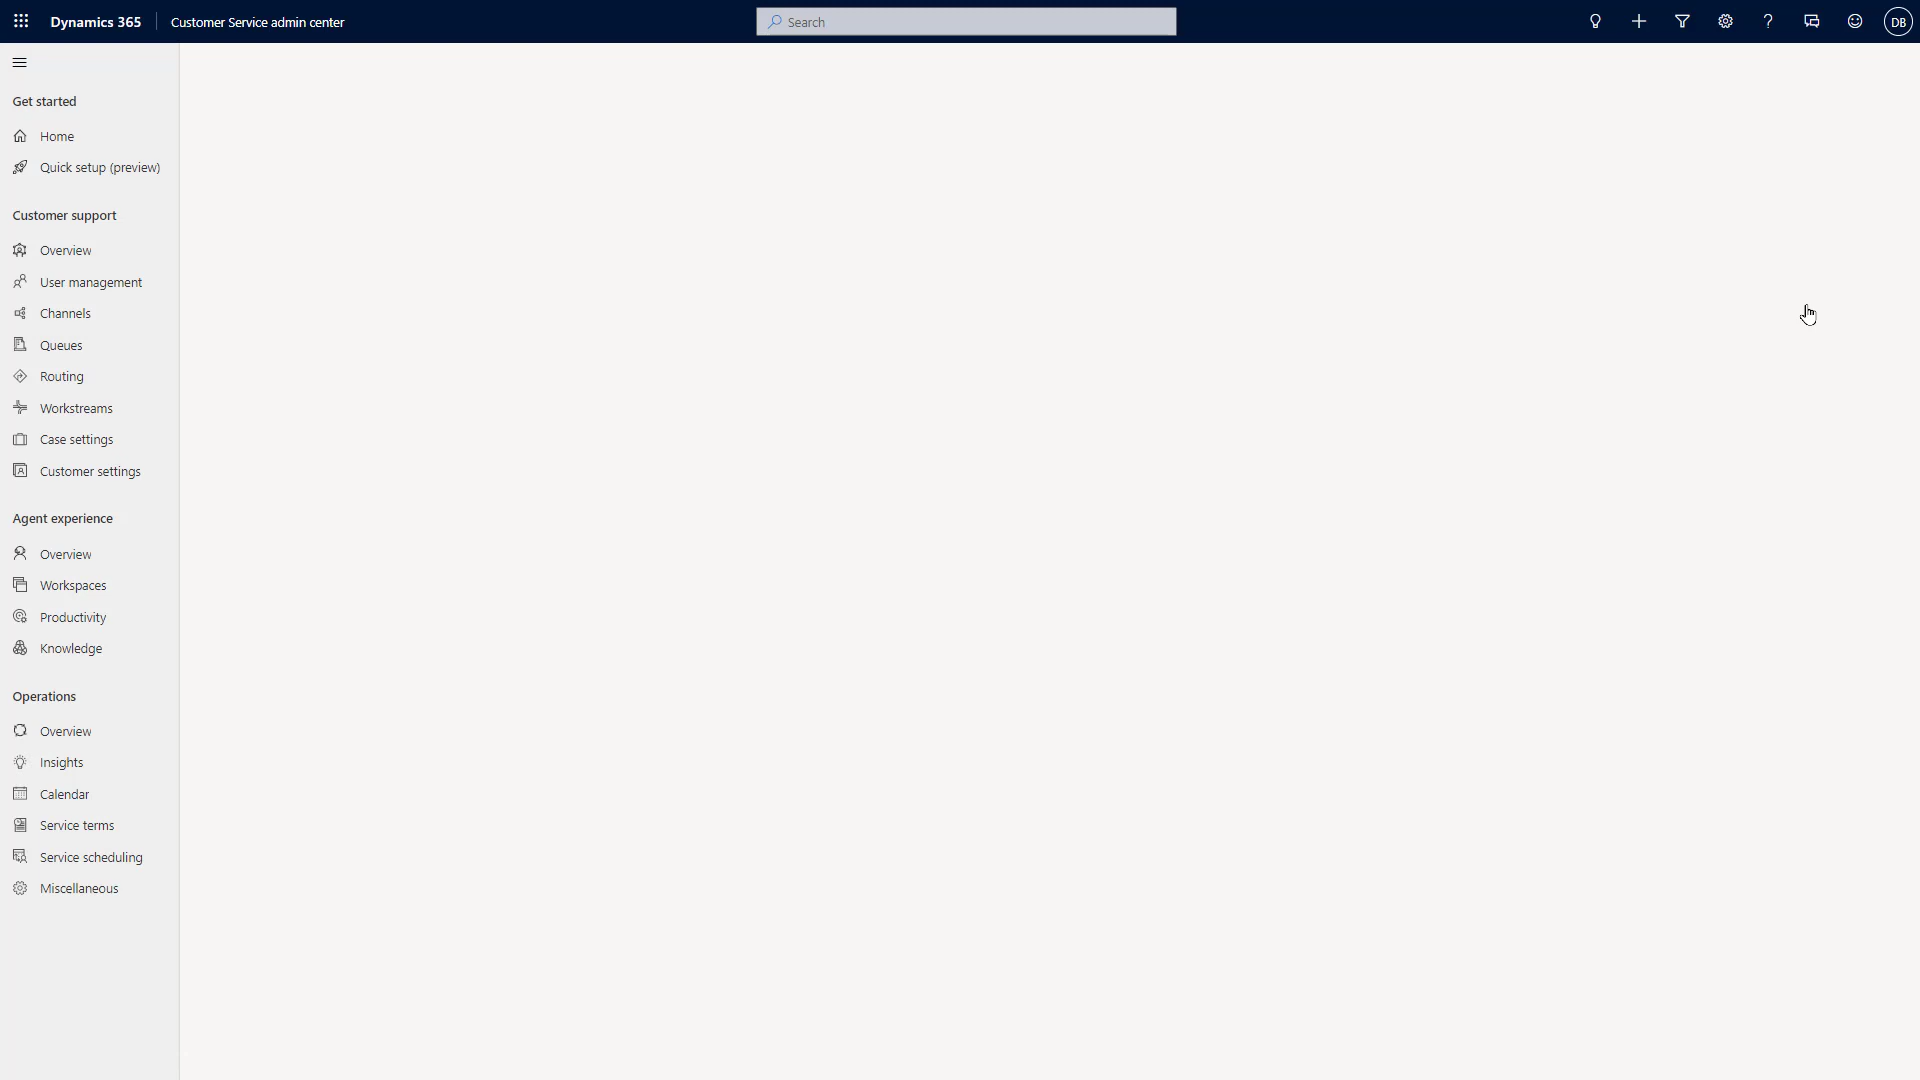 Dynamics 365
Customer Service admin center
Search
DB
Get started
Home
Quick setup (preview)
Customer support
Overview
User management
Channels
Queues
Routing
Workstreams
Case settings
Customer settings
Agent experience
Overview
Workspaces
Productivity
Knowledge
Operations
Overview
Insights
Calendar
Service terms
Service scheduling
Miscellaneous